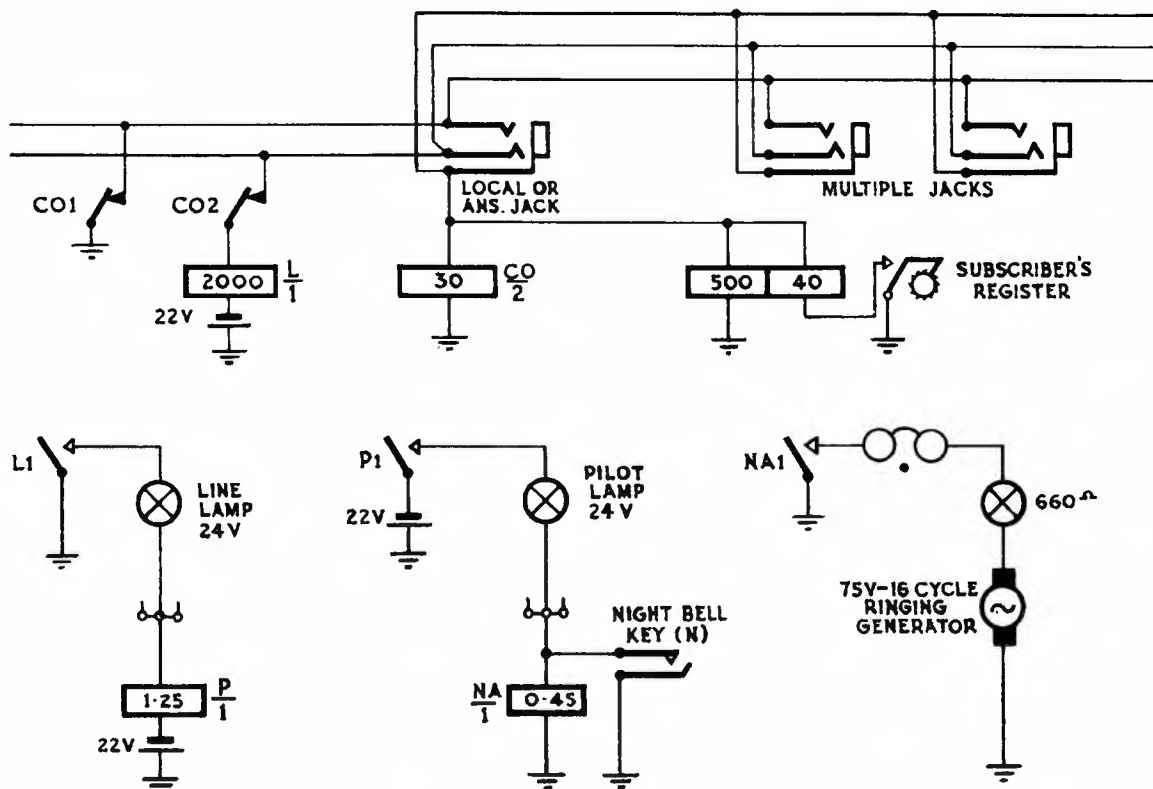 CO1
CO2
LOCAL OR
ANS. JACK
MULTIPLE JACKS
2000
L
1
22V
30
CO
2
500
40
SUBSCRIBER'S
REGISTER
L1
LINE
LAMP
24V
1·25
P
1
22V
P1
PILOT
LAMP
24V
22V
NIGHT BELL
KEY (N)
NA
1
0·45
NA1
660 Ω
75V-16 CYCLE
RINGING
GENERATOR